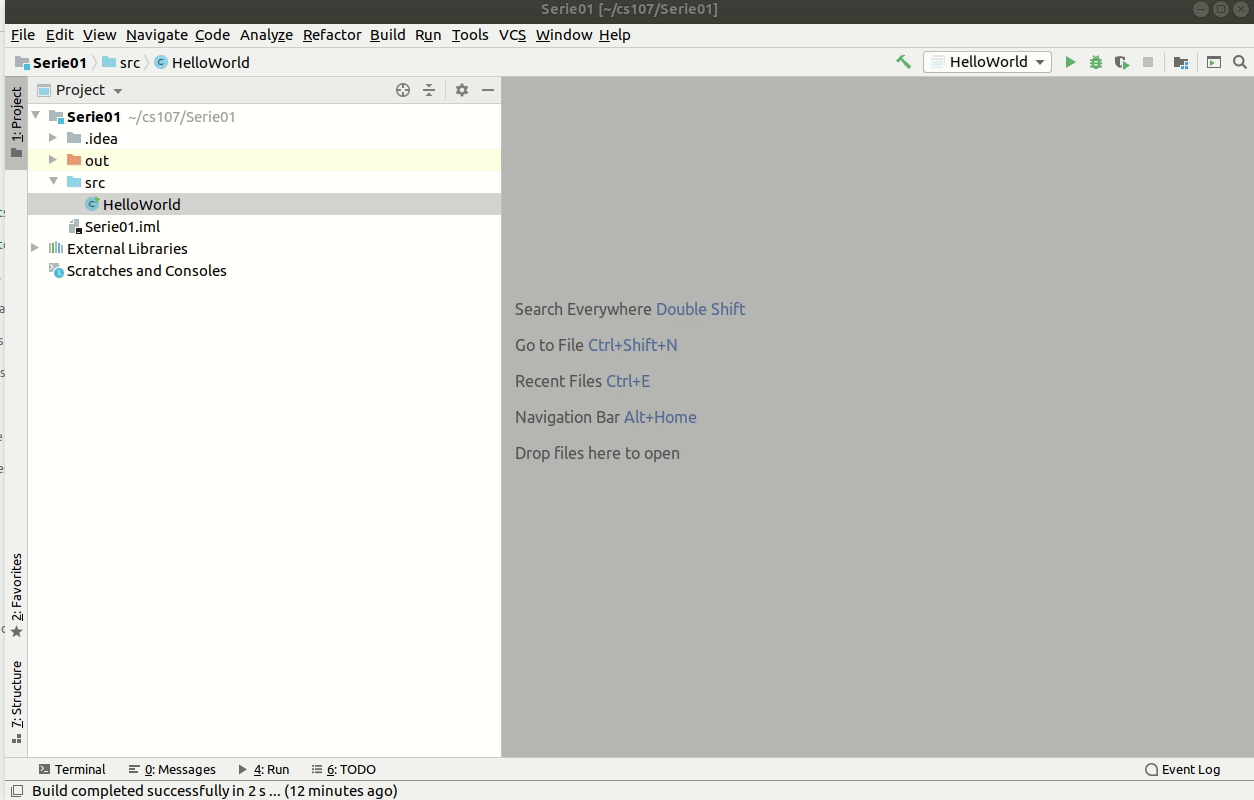 Serie01 [~/cs107/Serie01]
File Edit View Navigate Code Analyze Refactor Build Run Tools VCS Window Help
Serie01 src HelloWorld
HelloWorld
1: Project
Project
Serie01 ~/cs107/Serie01
.idea
out
src
HelloWorld
Serie01.iml
External Libraries
Scratches and Consoles
Search Everywhere Double Shift
Go to File Ctrl+Shift+N
Recent Files Ctrl+E
Navigation Bar Alt+Home
Drop files here to open
2: Favorites
7: Structure
Terminal 0: Messages 4: Run 6: TODO Event Log
Build completed successfully in 2 s ... (12 minutes ago)